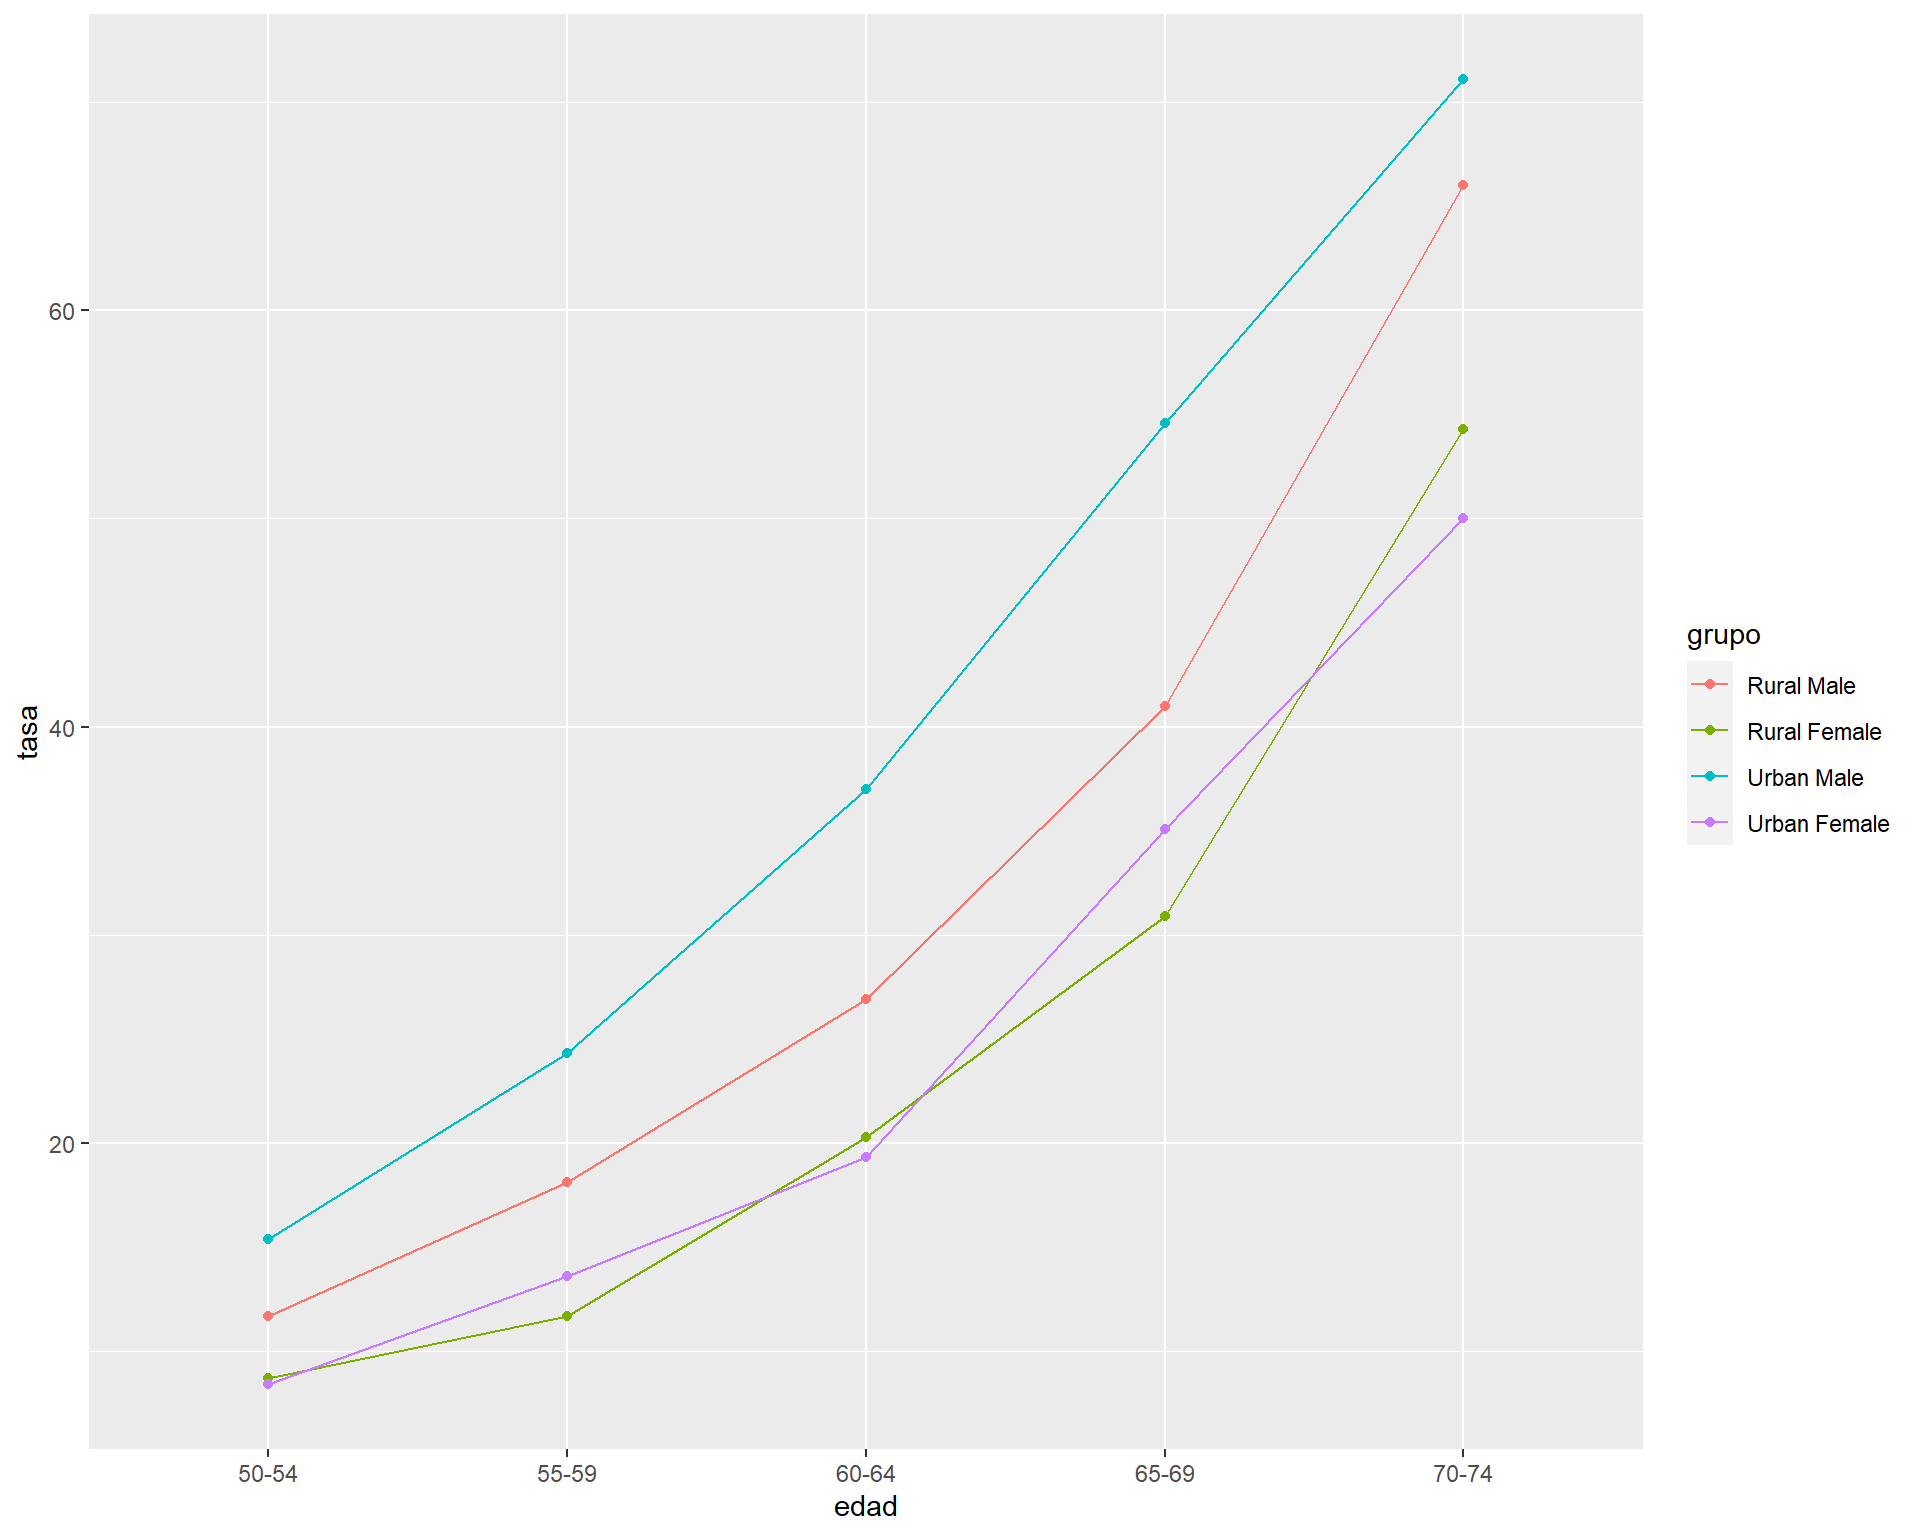 60
40
20
tasa
50-54
55-59
60-64
65-69
70-74
edad
grupo
Rural Male
Rural Female
Urban Male
Urban Female